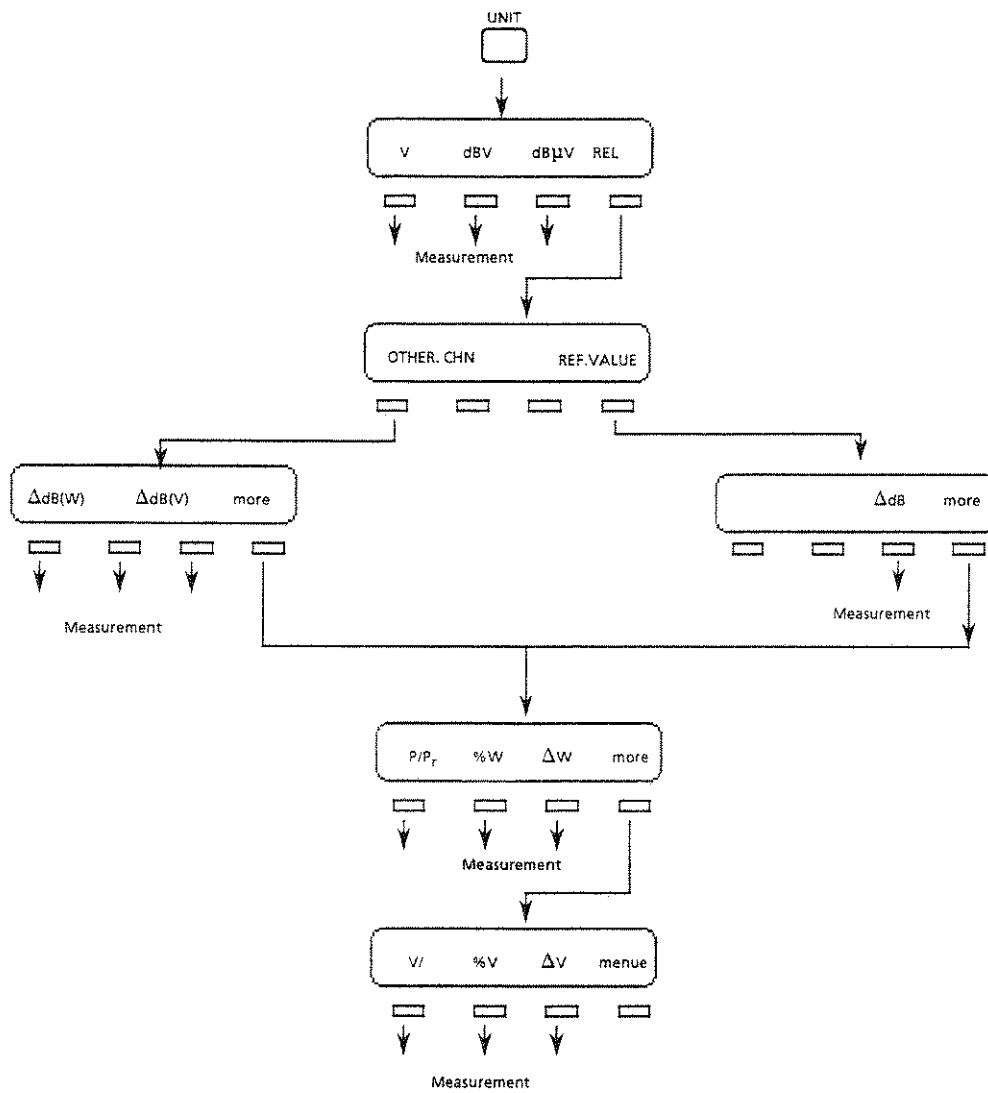 UNIT
V dBV dBµV REL
Measurement
OTHER. CHN REF.VALUE
ΔdB(W) ΔdB(V) more
ΔdB more
Measurement
Measurement
P/Pr %W ΔW more
Measurement
V/ %V ΔV menue
Measurement